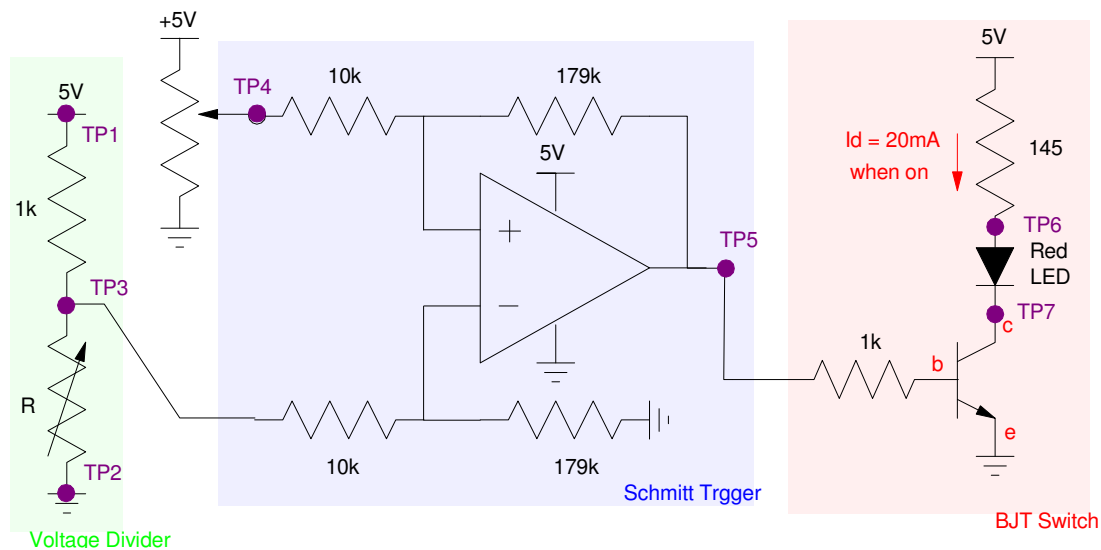 +5V
5V
TP1
1k
TP3
R
TP2
Voltage Divider
TP4
10k
179k
5V
+
−
TP5
10k
179k
Schmitt Trgger
5V
Id = 20mA
when on
145
TP6
Red
LED
TP7
c
1k
b
e
BJT Switch